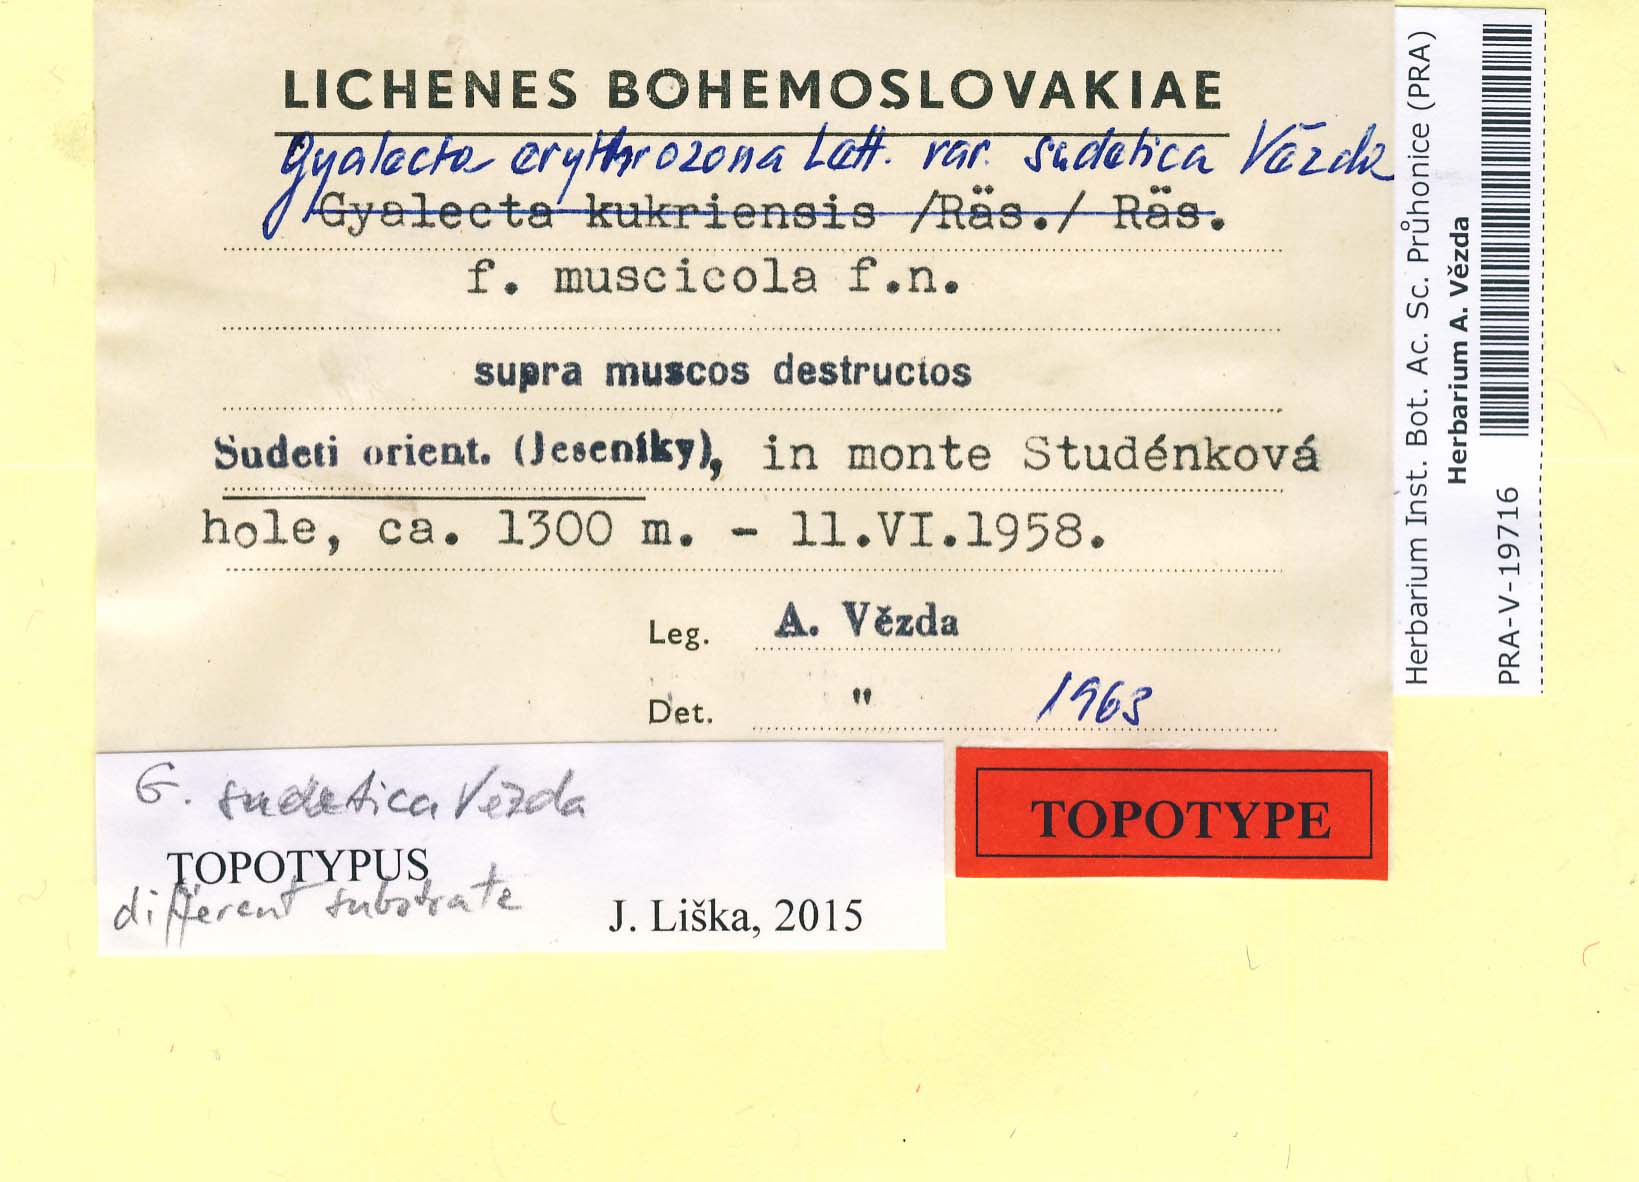 LICHENES BOHEMOSLOVAKIAE
Gyalecta erythrozona Lett. var. sudetica Vězda
Gyalecta kukriensis /Räs./ Räs.
f. muscicola f.n.
supra muscos destructos
Sudeti orient. (Jeseníky), in monte Studénková
hole, ca. 1300 m. - 11.VI.1958.
Leg. A. Vězda
Det. " 1963
G. sudetica Vězda
TOPOTYPUS
different substrate
J. Liška, 2015
TOPOTYPE
Herbarium Inst. Bot. Ac. Sc. Průhonice (PRA)
Herbarium A. Vězda
PRA-V-19716